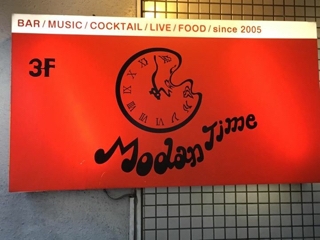 BAR / MUSIC / COCKTAIL / LIVE / FOOD / since 2005
3F
Modan Time